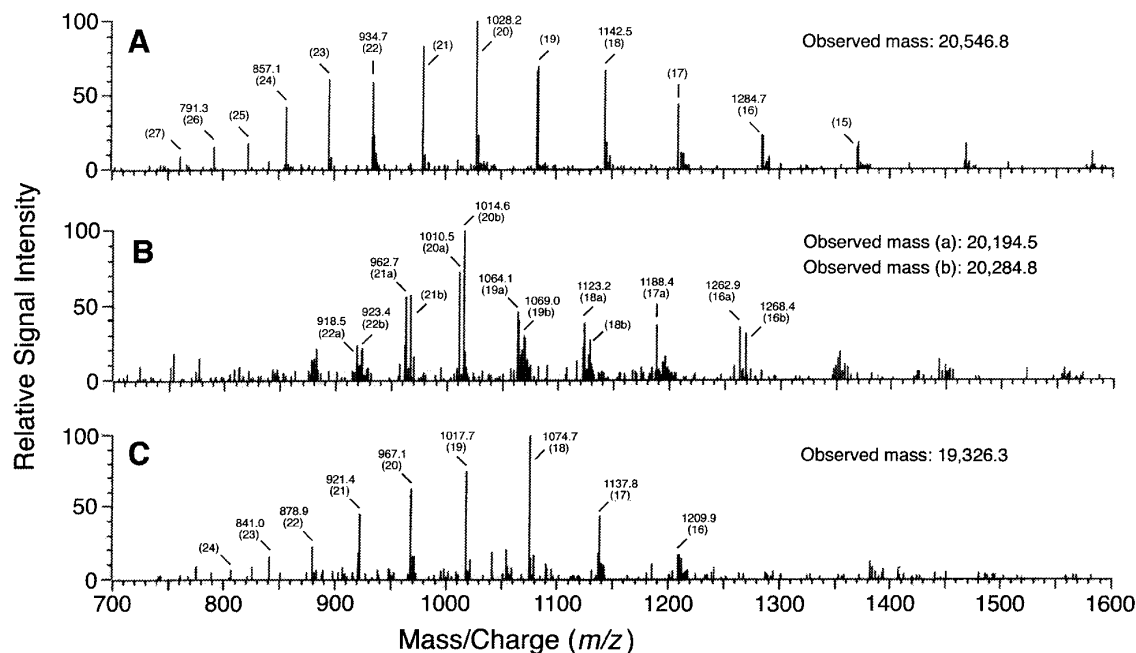 A
Observed mass: 20,546.8
100
50
0
(27)
791.3
(26)
(25)
857.1
(24)
(23)
934.7
(22)
(21)
1028.2
(20)
(19)
1142.5
(18)
(17)
1284.7
(16)
(15)
B
Observed mass (a): 20,194.5
Observed mass (b): 20,284.8
100
50
0
918.5
(22a)
923.4
(22b)
962.7
(21a)
(21b)
1010.5
(20a)
1014.6
(20b)
1064.1
(19a)
1069.0
(19b)
1123.2
(18a)
(18b)
1188.4
(17a)
1262.9
(16a)
1268.4
(16b)
C
Observed mass: 19,326.3
100
50
0
(24)
841.0
(23)
878.9
(22)
921.4
(21)
967.1
(20)
1017.7
(19)
1074.7
(18)
1137.8
(17)
1209.9
(16)
700 800 900 1000 1100 1200 1300 1400 1500 1600
Mass/Charge (m/z)
Relative Signal Intensity